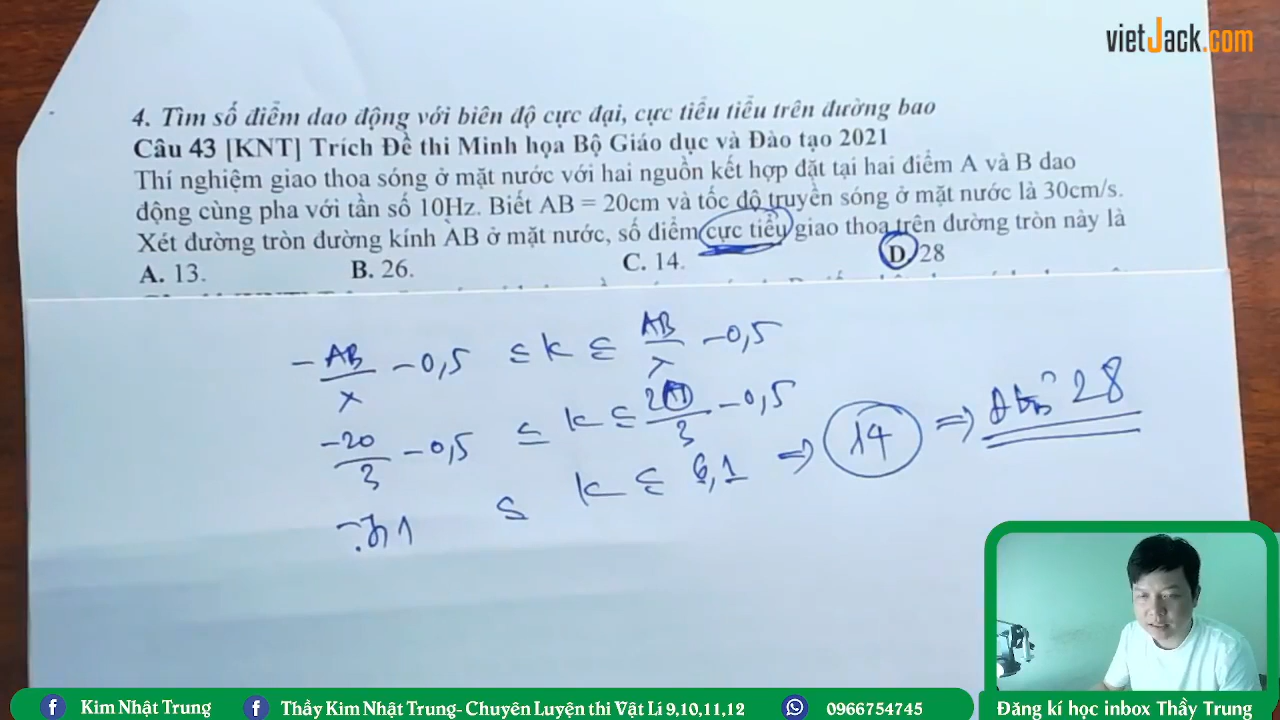 vietJack.com
4. Tìm số điểm dao động với biên độ cực đại, cực tiểu tiểu trên đường bao
Câu 43 [KNT] Trích Đề thi Minh họa Bộ Giáo dục và Đào tạo 2021
Thí nghiệm giao thoa sóng ở mặt nước với hai nguồn kết hợp đặt tại hai điểm A và B dao
động cùng pha với tần số 10Hz. Biết AB = 20cm và tốc độ truyền sóng ở mặt nước là 30cm/s.
Xét đường tròn đường kính AB ở mặt nước, số điểm cực tiểu giao thoa trên đường tròn này là
A. 13. B. 26. C. 14. D. 28
-AB/λ - 0,5 ≤ k ≤ AB/λ - 0,5
-20/3 - 0,5 ≤ k ≤ 20/3 - 0,5
≤ k ≤ 6,1 ⇒ 14 ⇒ 28
Kim Nhật Trung
Thầy Kim Nhật Trung- Chuyên Luyện thi Vật Lí 9,10,11,12
0966754745
Đăng kí học inbox Thầy Trung